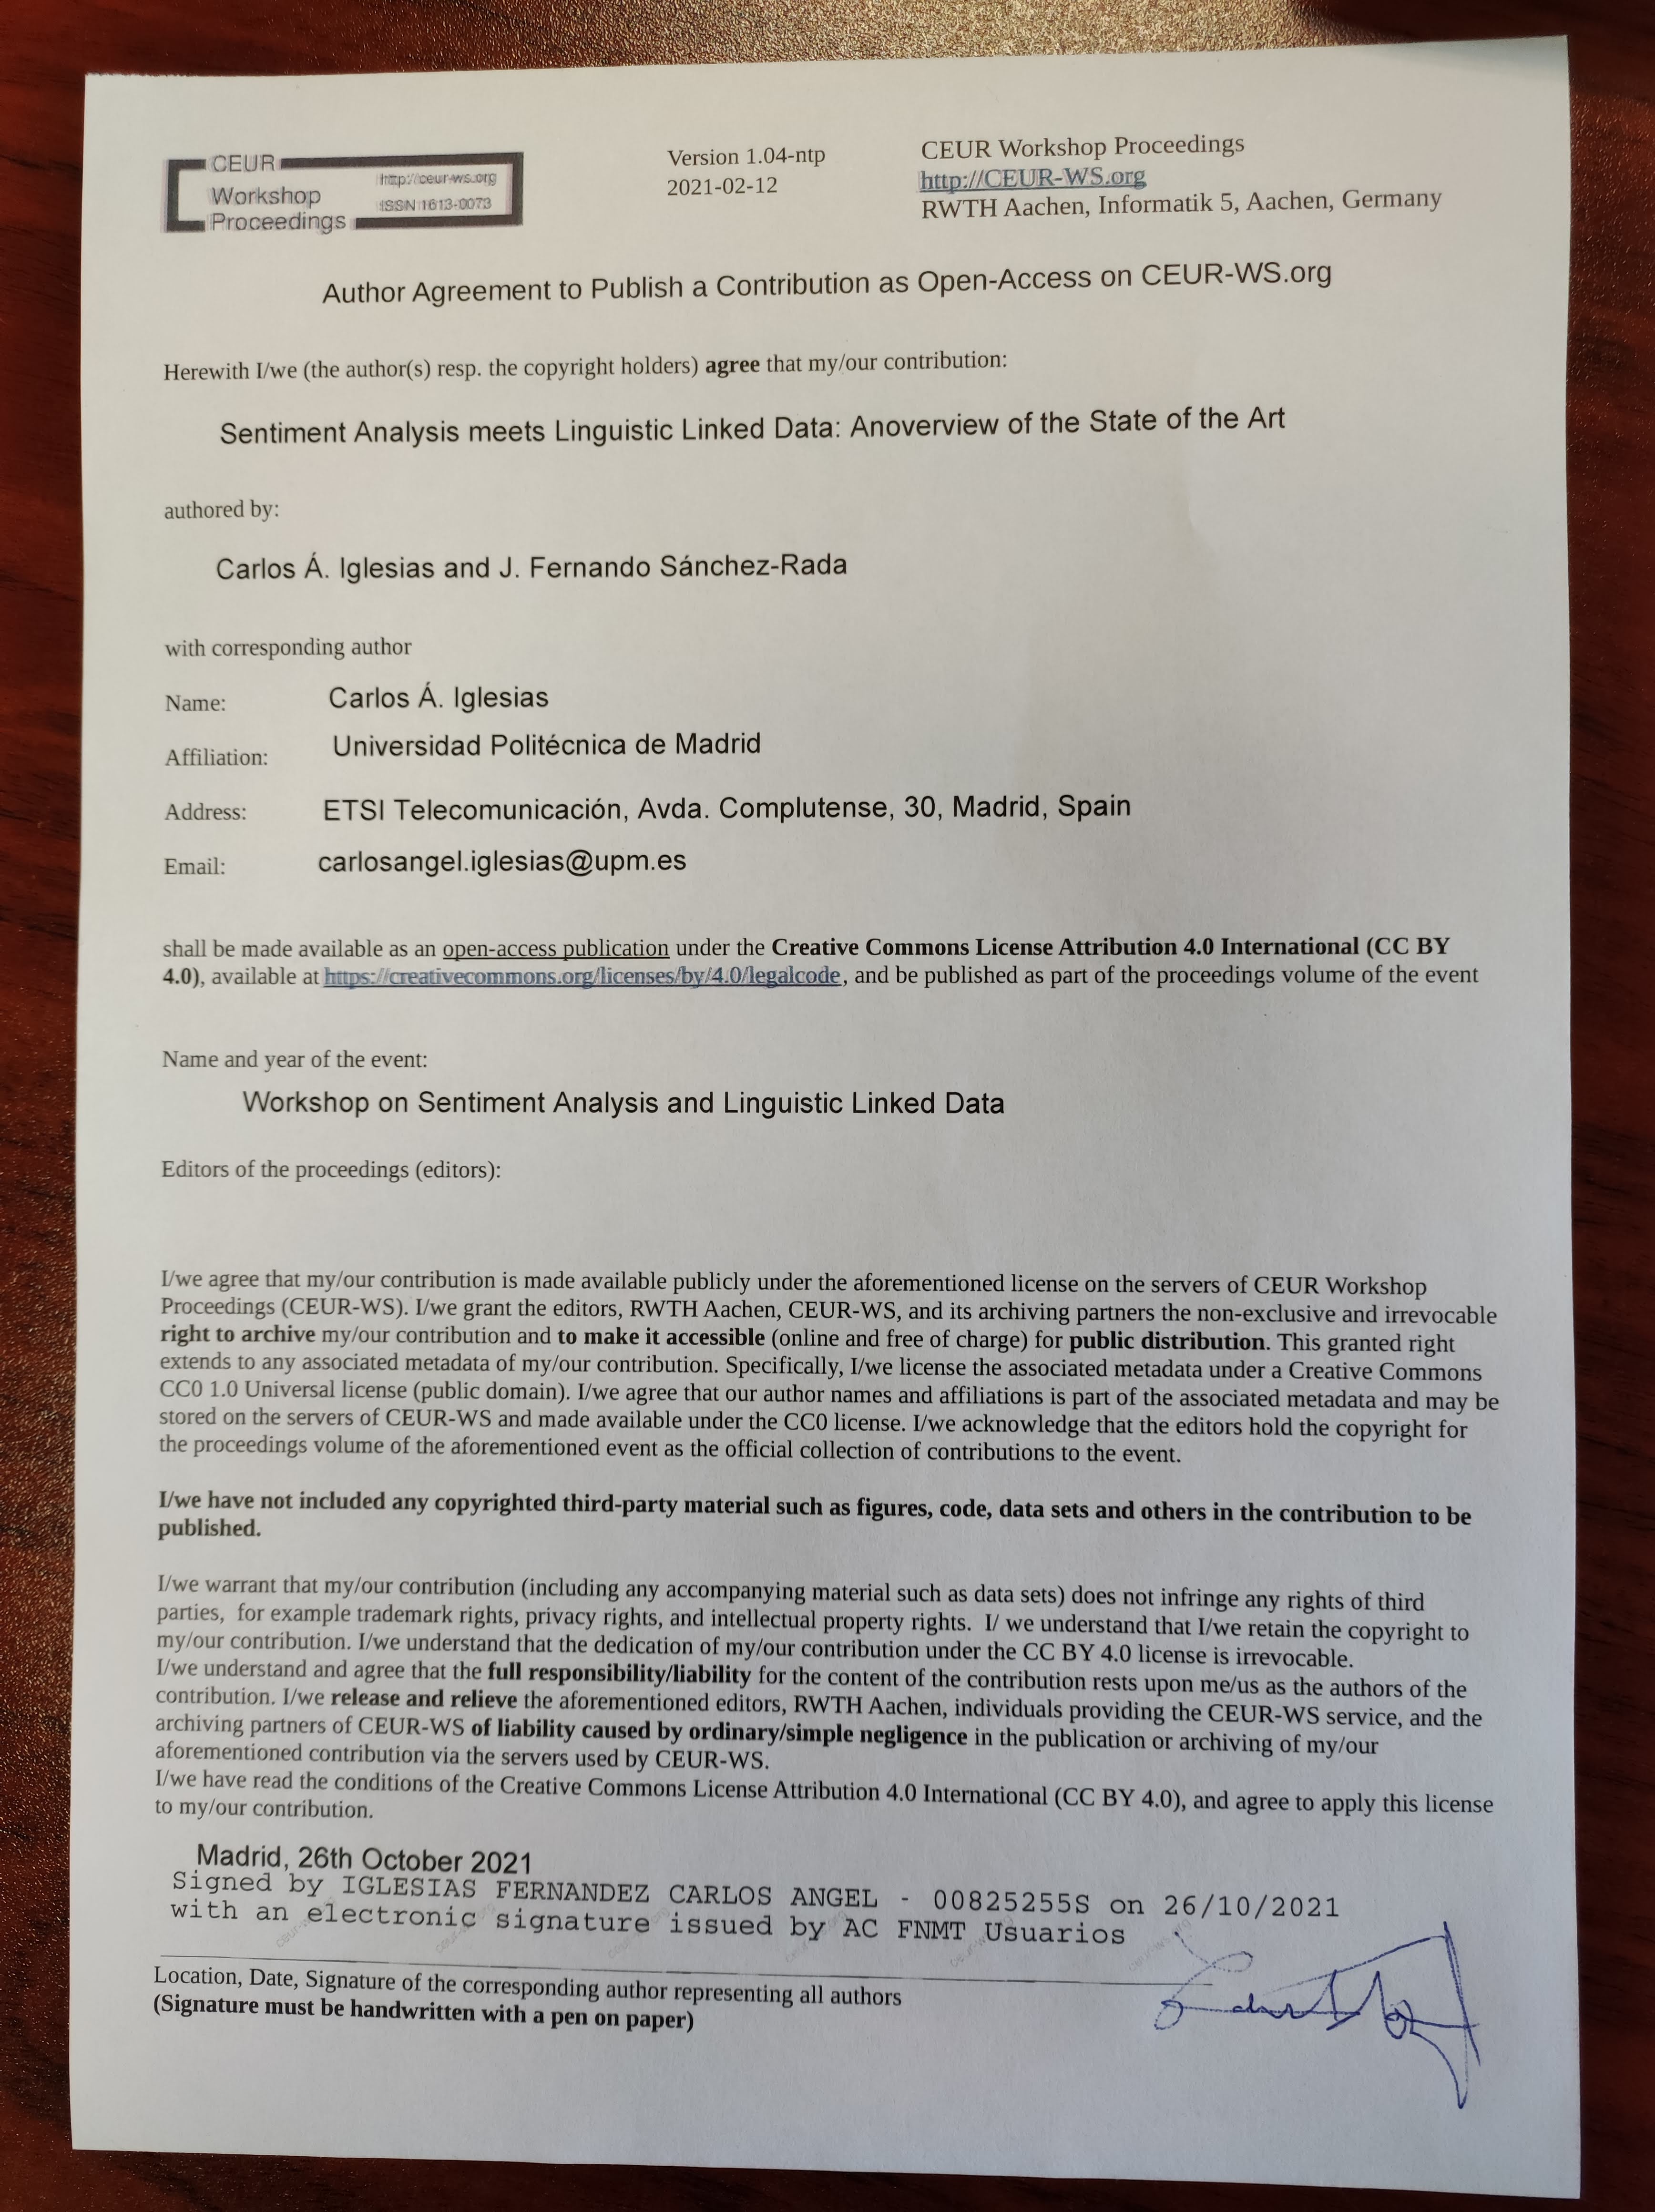 CEUR
Workshop
Proceedings
http://ceur-ws.org
ISSN 1613-0073
Version 1.04-ntp
2021-02-12
CEUR Workshop Proceedings
http://CEUR-WS.org
RWTH Aachen, Informatik 5, Aachen, Germany
Author Agreement to Publish a Contribution as Open-Access on CEUR-WS.org
Herewith I/we (the author(s) resp. the copyright holders) agree that my/our contribution:
Sentiment Analysis meets Linguistic Linked Data: Anoverview of the State of the Art
authored by:
Carlos Á. Iglesias and J. Fernando Sánchez-Rada
with corresponding author
Name: Carlos Á. Iglesias
Affiliation: Universidad Politécnica de Madrid
Address: ETSI Telecomunicación, Avda. Complutense, 30, Madrid, Spain
Email: carlosangel.iglesias@upm.es
shall be made available as an open-access publication under the Creative Commons License Attribution 4.0 International (CC BY
4.0), available at https://creativecommons.org/licenses/by/4.0/legalcode, and be published as part of the proceedings volume of the event
Name and year of the event:
Workshop on Sentiment Analysis and Linguistic Linked Data
Editors of the proceedings (editors):
I/we agree that my/our contribution is made available publicly under the aforementioned license on the servers of CEUR Workshop
Proceedings (CEUR-WS). I/we grant the editors, RWTH Aachen, CEUR-WS, and its archiving partners the non-exclusive and irrevocable
right to archive my/our contribution and to make it accessible (online and free of charge) for public distribution. This granted right
extends to any associated metadata of my/our contribution. Specifically, I/we license the associated metadata under a Creative Commons
CC0 1.0 Universal license (public domain). I/we agree that our author names and affiliations is part of the associated metadata and may be
stored on the servers of CEUR-WS and made available under the CC0 license. I/we acknowledge that the editors hold the copyright for
the proceedings volume of the aforementioned event as the official collection of contributions to the event.
I/we have not included any copyrighted third-party material such as figures, code, data sets and others in the contribution to be
published.
I/we warrant that my/our contribution (including any accompanying material such as data sets) does not infringe any rights of third
parties, for example trademark rights, privacy rights, and intellectual property rights. I/ we understand that I/we retain the copyright to
my/our contribution. I/we understand that the dedication of my/our contribution under the CC BY 4.0 license is irrevocable.
I/we understand and agree that the full responsibility/liability for the content of the contribution rests upon me/us as the authors of the
contribution. I/we release and relieve the aforementioned editors, RWTH Aachen, individuals providing the CEUR-WS service, and the
archiving partners of CEUR-WS of liability caused by ordinary/simple negligence in the publication or archiving of my/our
aforementioned contribution via the servers used by CEUR-WS.
I/we have read the conditions of the Creative Commons License Attribution 4.0 International (CC BY 4.0), and agree to apply this license
to my/our contribution.
Madrid, 26th October 2021
Signed by IGLESIAS FERNANDEZ CARLOS ANGEL - 00825255S on 26/10/2021
with an electronic signature issued by AC FNMT Usuarios
Location, Date, Signature of the corresponding author representing all authors
(Signature must be handwritten with a pen on paper)